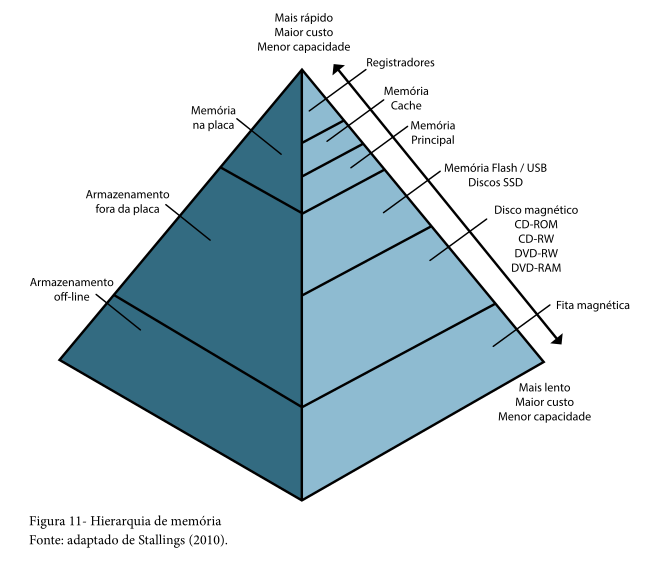 Mais rápido
Maior custo
Menor capacidade
Registradores
Memória
Cache
Memória
na placa
Memória
Principal
Memória Flash / USB
Discos SSD
Armazenamento
fora da placa
Disco magnético
CD-ROM
CD-RW
DVD-RW
DVD-RAM
Armazenamento
off-line
Fita magnética
Mais lento
Maior custo
Menor capacidade
Figura 11- Hierarquia de memória
Fonte: adaptado de Stallings (2010).